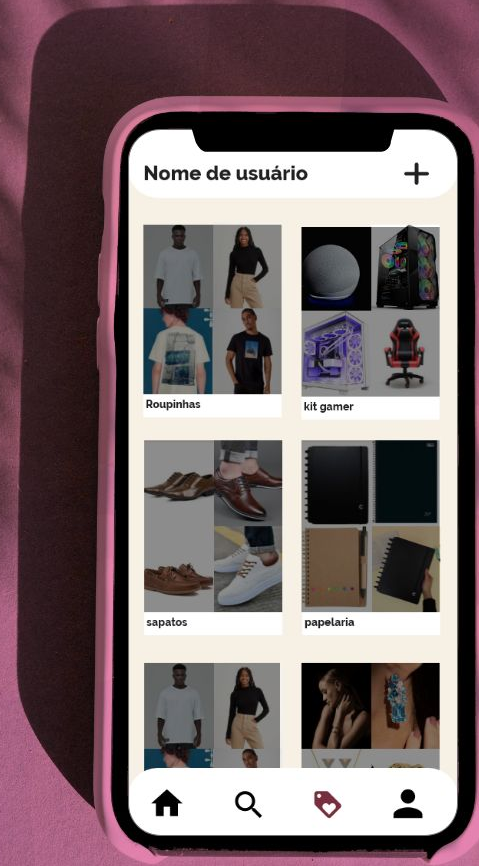 Nome de usuário
Roupinhas
kit gamer
sapatos
papelaria